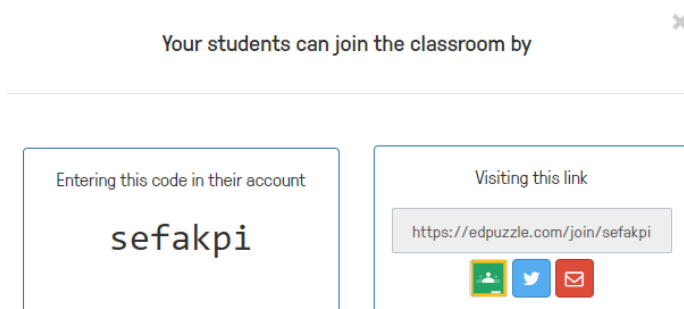 Your students can join the classroom by
Entering this code in their account
sefakpi
Visiting this link
https://edpuzzle.com/join/sefakpi